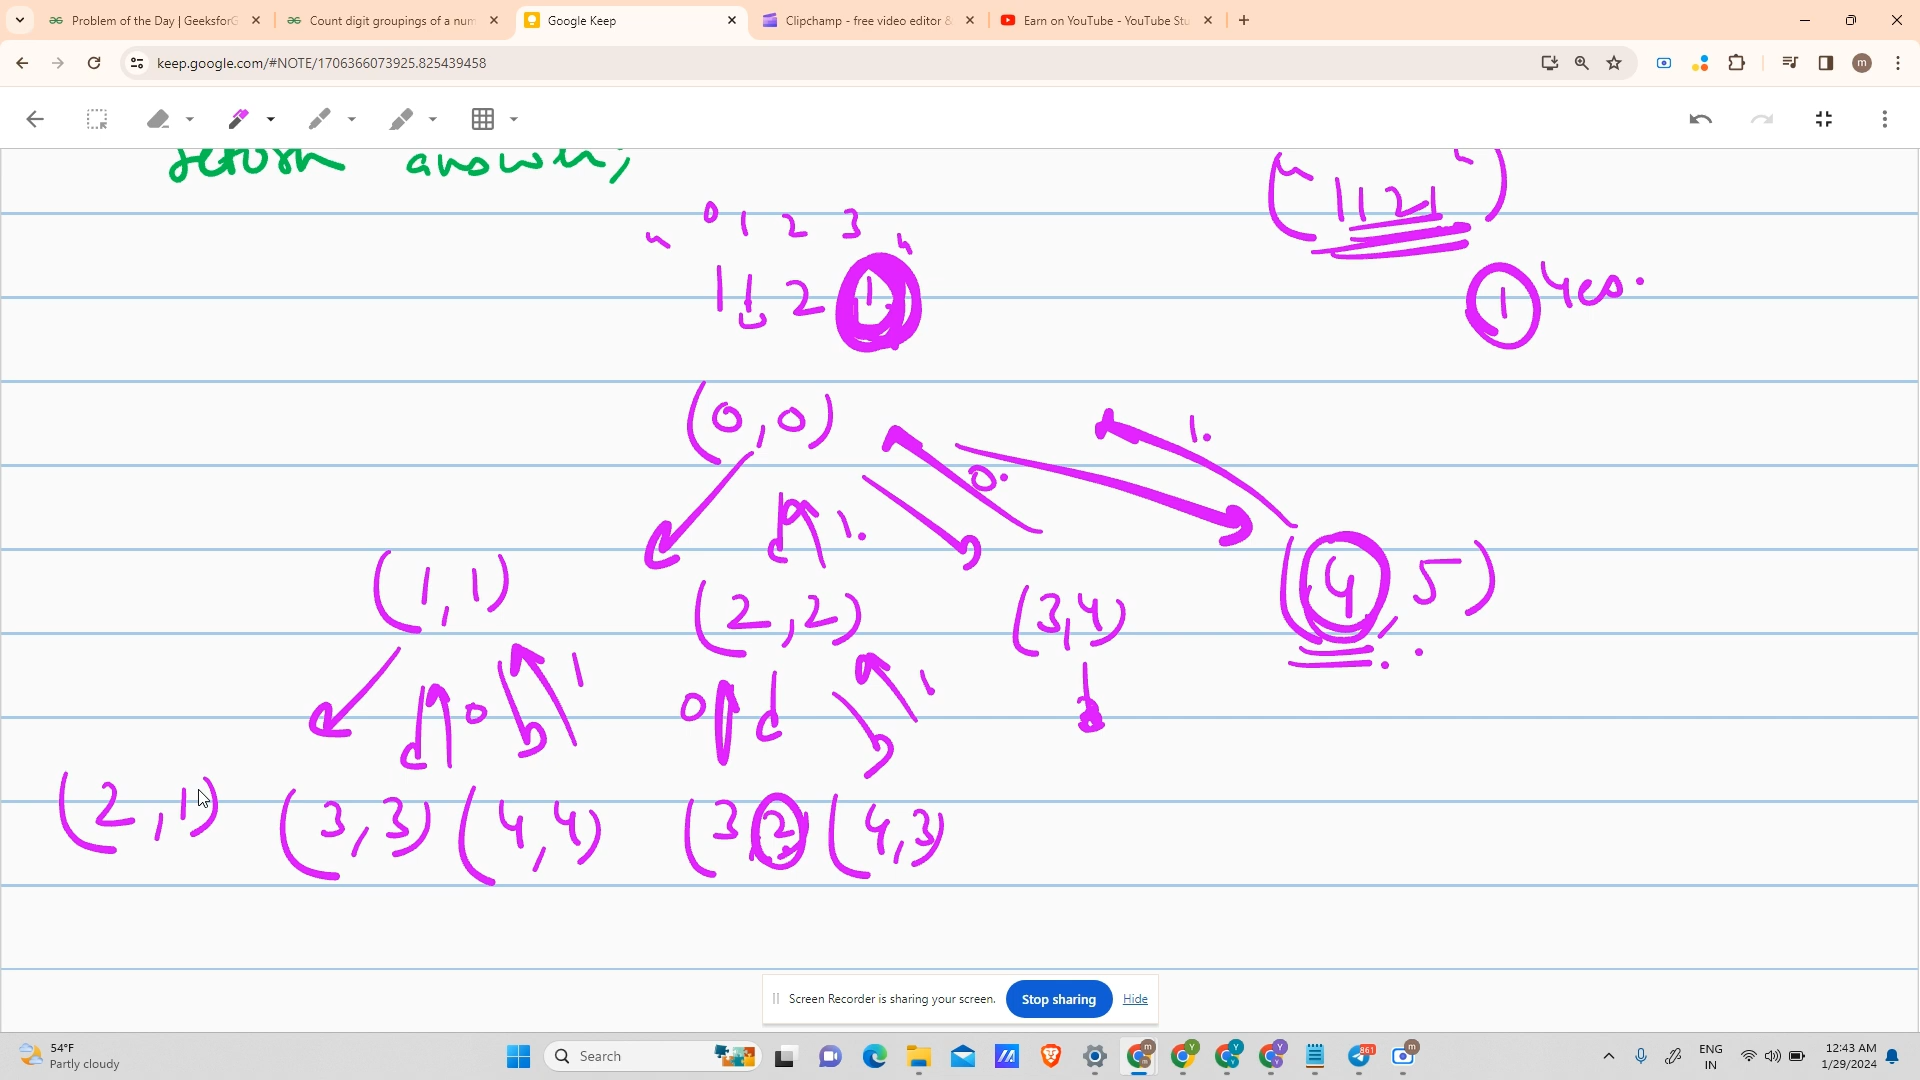 Problem of the Day | GeeksforG
Count digit groupings of a num
Google Keep
Clipchamp - free video editor &
Earn on YouTube - YouTube Stu
keep.google.com/#NOTE/1706366073925.825439458
m
return answer;
0 1 2 3
" 1 1 2 1 "
(" 1121 ")
1 Yes.
(0,0)
0.
1.
1.
(1,1)
(2,2)
(3,4)
(4,5)
0
1
0
1.
(2,1)
(3,3)
(4,4)
(3,2)
(4,3)
Screen Recorder is sharing your screen.
Stop sharing
Hide
54°F
Partly cloudy
Search
861
ENG
IN
12:43 AM
1/29/2024